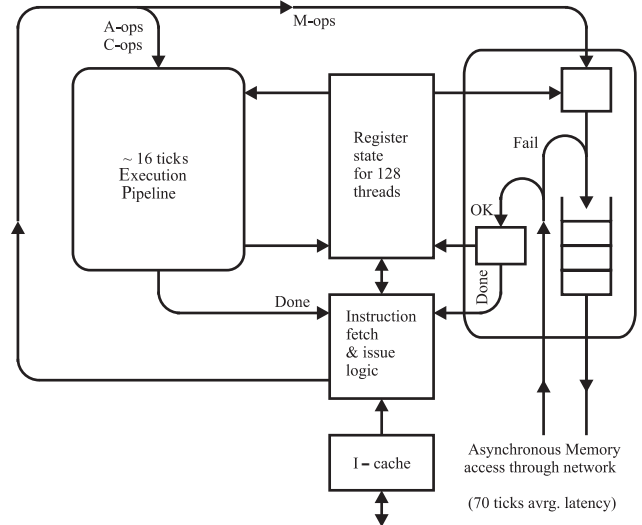 A-ops
C-ops
M-ops
~ 16 ticks
Execution
Pipeline
Register
state
for 128
threads
Fail
OK
Done
Done
Instruction
fetch
& issue
logic
I - cache
Asynchronous Memory
access through network
(70 ticks avrg. latency)